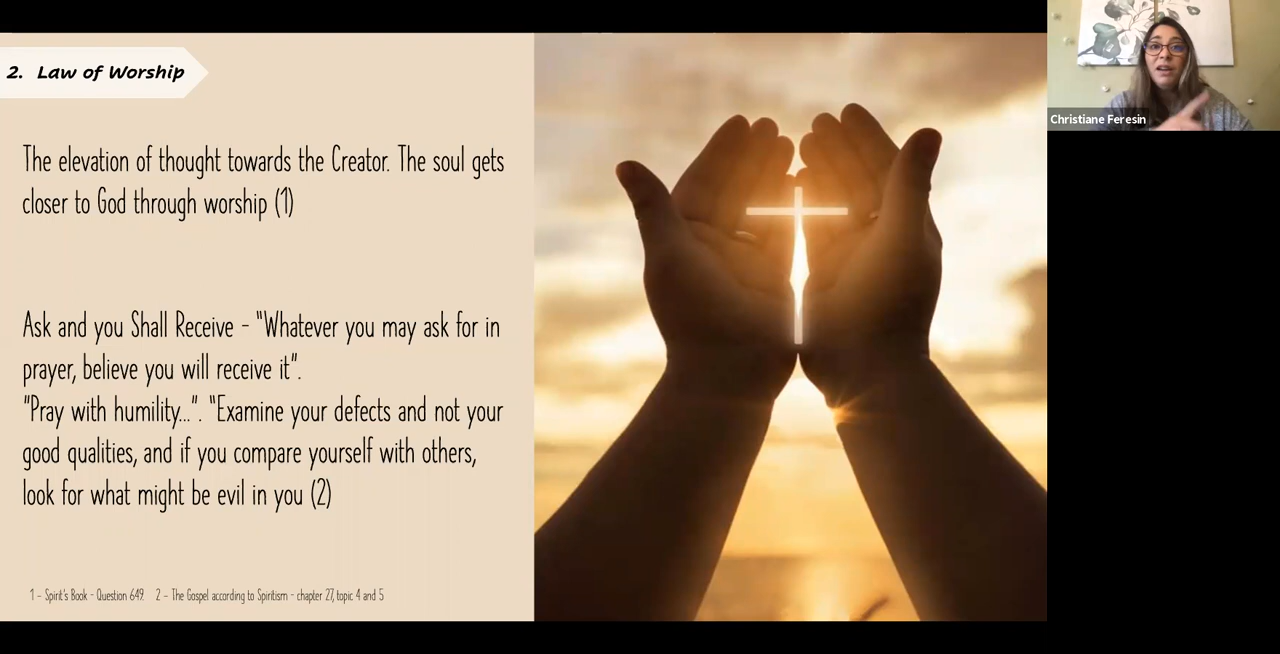 2. Law of Worship
The elevation of thought towards the Creator. The soul gets
closer to God through worship (1)
Ask and you Shall Receive - "Whatever you may ask for in
prayer, believe you will receive it".
"Pray with humility...". "Examine your defects and not your
good qualities, and if you compare yourself with others,
look for what might be evil in you (2)
1 - Spirit's Book - Question 649. 2 - The Gospel according to Spiritism - chapter 27, topic 4 and 5
Christiane Feresin